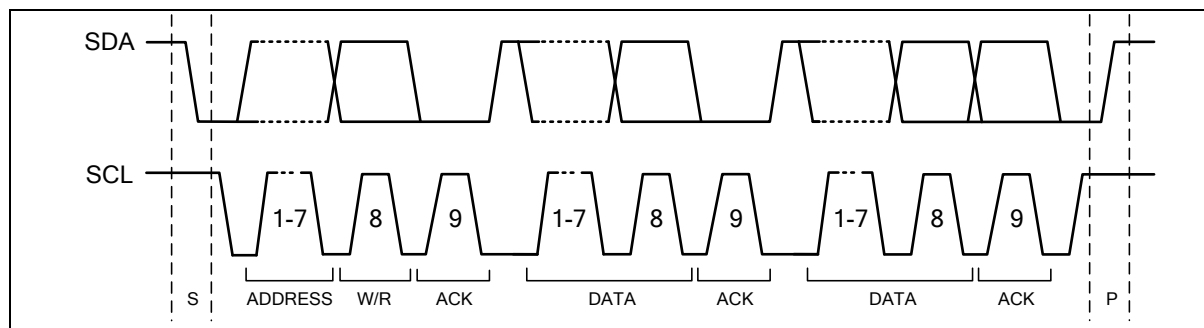 SDA
SCL
1-7 8 9 1-7 8 9 1-7 8 9
S ADDRESS W/R ACK DATA ACK DATA ACK P